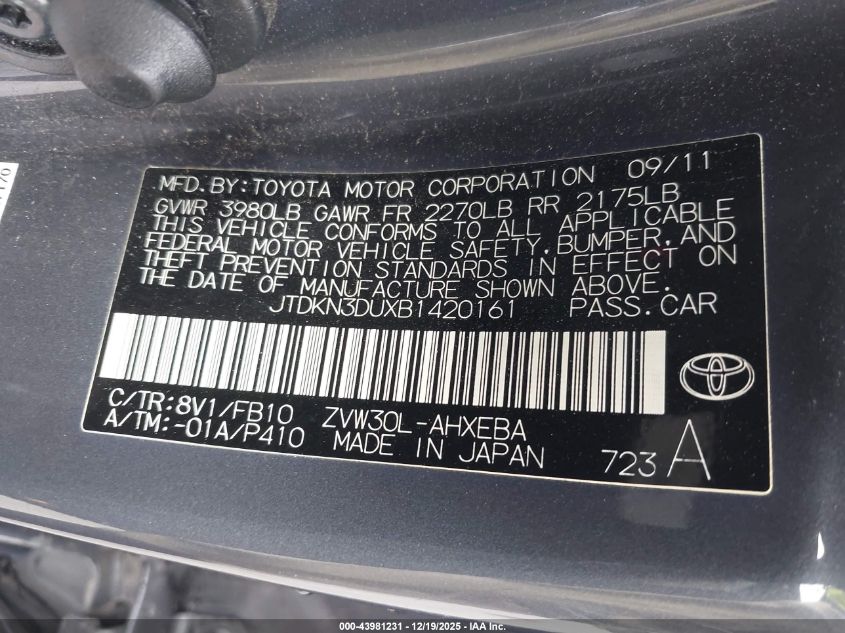 MFD. BY:TOYOTA MOTOR CORPORATION 09/11
GVWR 3980LB GAWR FR 2270LB RR 2175LB
THIS VEHICLE CONFORMS TO ALL APPLICABLE
FEDERAL MOTOR VEHICLE SAFETY,BUMPER,AND
THEFT PREVENTION STANDARDS IN EFFECT ON
THE DATE OF MANUFACTURE SHOWN ABOVE.
JTDKN3DUXB1420161 PASS.CAR
C/TR:8V1/FB10 ZVW30L-AHXEBA
A/TM:-01A/P410 MADE IN JAPAN 723 A
000-43981231 - 12/19/2025 - IAA Inc.